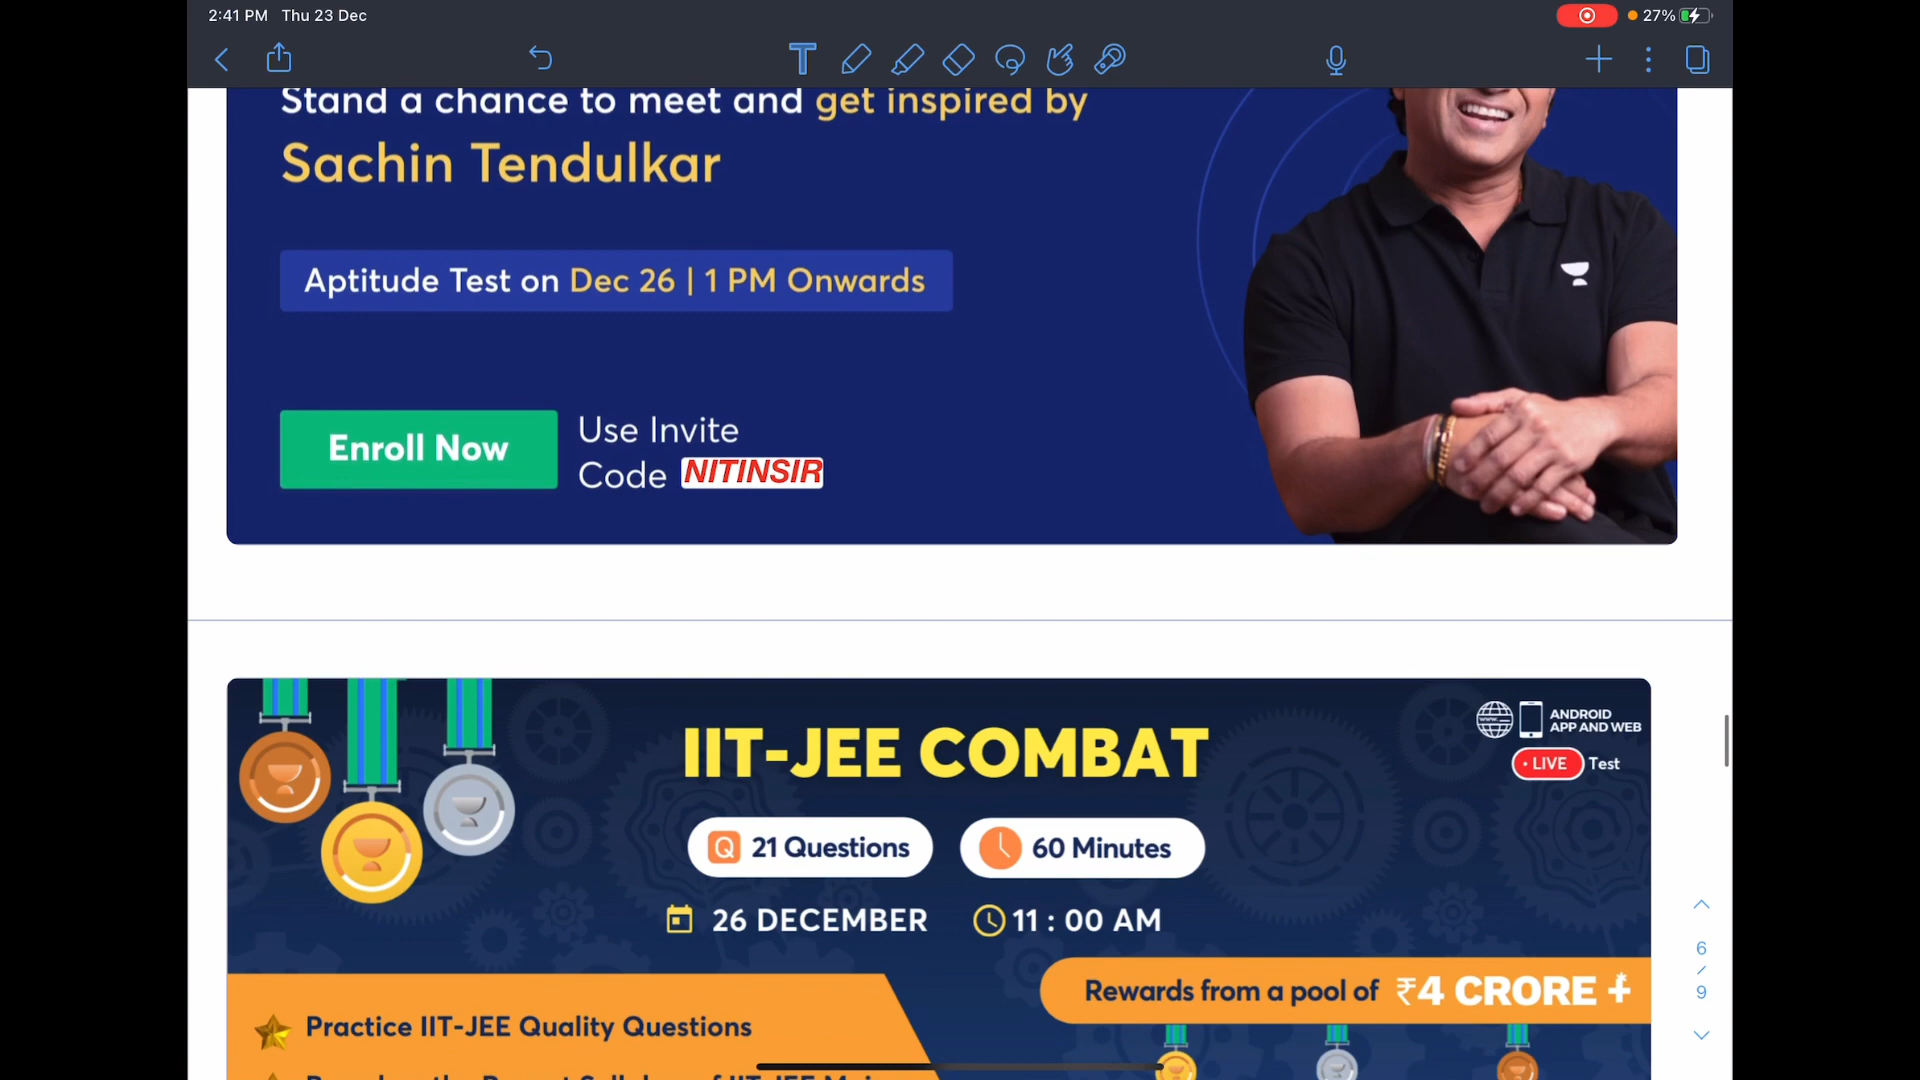 2:41 PM Thu 23 Dec
27%
Stand a chance to meet and get inspired by
Sachin Tendulkar
Aptitude Test on Dec 26 | 1 PM Onwards
Enroll Now
Use Invite
Code NITINSIR
IIT-JEE COMBAT
ANDROID
APP AND WEB
• LIVE Test
Q 21 Questions
60 Minutes
26 DECEMBER
11 : 00 AM
Rewards from a pool of ₹4 CRORE +*
Practice IIT-JEE Quality Questions
6
/
9